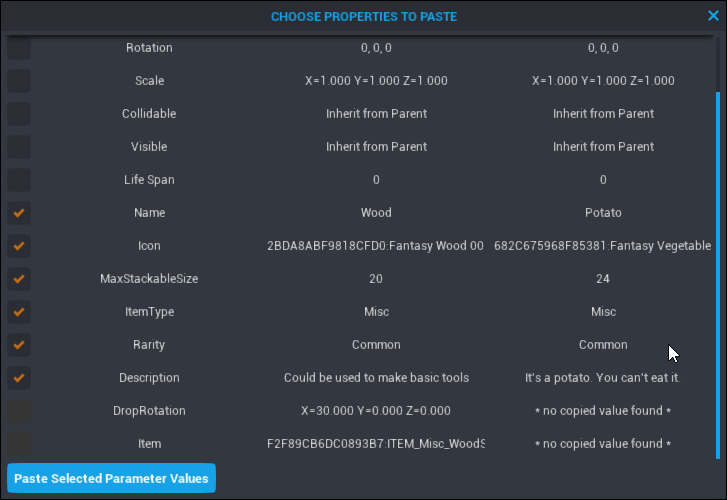 CHOOSE PROPERTIES TO PASTE
Rotation 0, 0, 0 0, 0, 0
Scale X=1.000 Y=1.000 Z=1.000 X=1.000 Y=1.000 Z=1.000
Collidable Inherit from Parent Inherit from Parent
Visible Inherit from Parent Inherit from Parent
Life Span 0 0
Name Wood Potato
Icon 2BDA8ABF9818CFD0:Fantasy Wood 00 682C675968F85381:Fantasy Vegetable
MaxStackableSize 20 24
ItemType Misc Misc
Rarity Common Common
Description Could be used to make basic tools It's a potato. You can't eat it.
DropRotation X=30.000 Y=0.000 Z=0.000 * no copied value found *
Item F2F89CB6DC0893B7:ITEM_Misc_WoodS * no copied value found *
Paste Selected Parameter Values